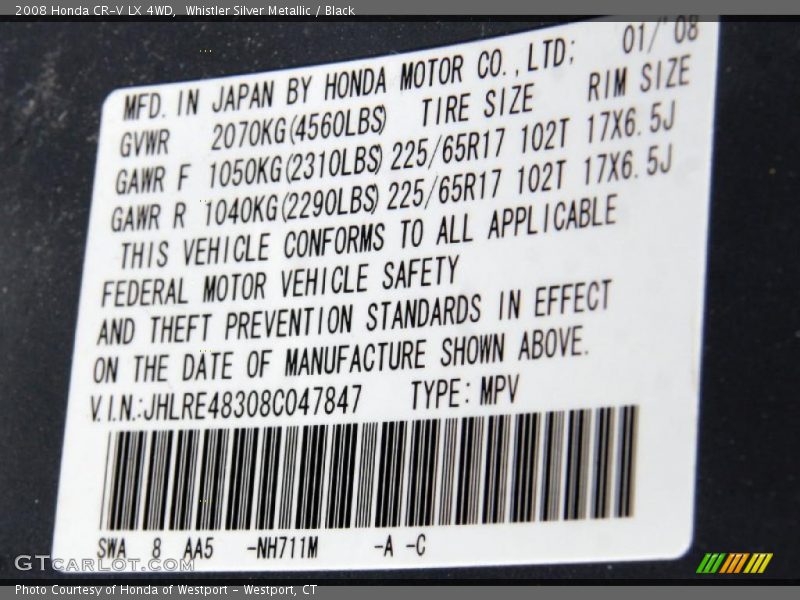 2008 Honda CR-V LX 4WD,  Whistler Silver Metallic / Black
MFD. IN JAPAN BY HONDA MOTOR CO.,LTD; 01/'08
GVWR 2070KG(4560LBS) TIRE SIZE RIM SIZE
GAWR F 1050KG(2310LBS) 225/65R17 102T 17X6.5J
GAWR R 1040KG(2290LBS) 225/65R17 102T 17X6.5J
THIS VEHICLE CONFORMS TO ALL APPLICABLE
FEDERAL MOTOR VEHICLE SAFETY
AND THEFT PREVENTION STANDARDS IN EFFECT
ON THE DATE OF MANUFACTURE SHOWN ABOVE.
V.I.N.:JHLRE48308C047847 TYPE: MPV
SWA 8 AA5 -NH711M -A -C
GTcarlot.com
Photo Courtesy of Honda of Westport - Westport, CT